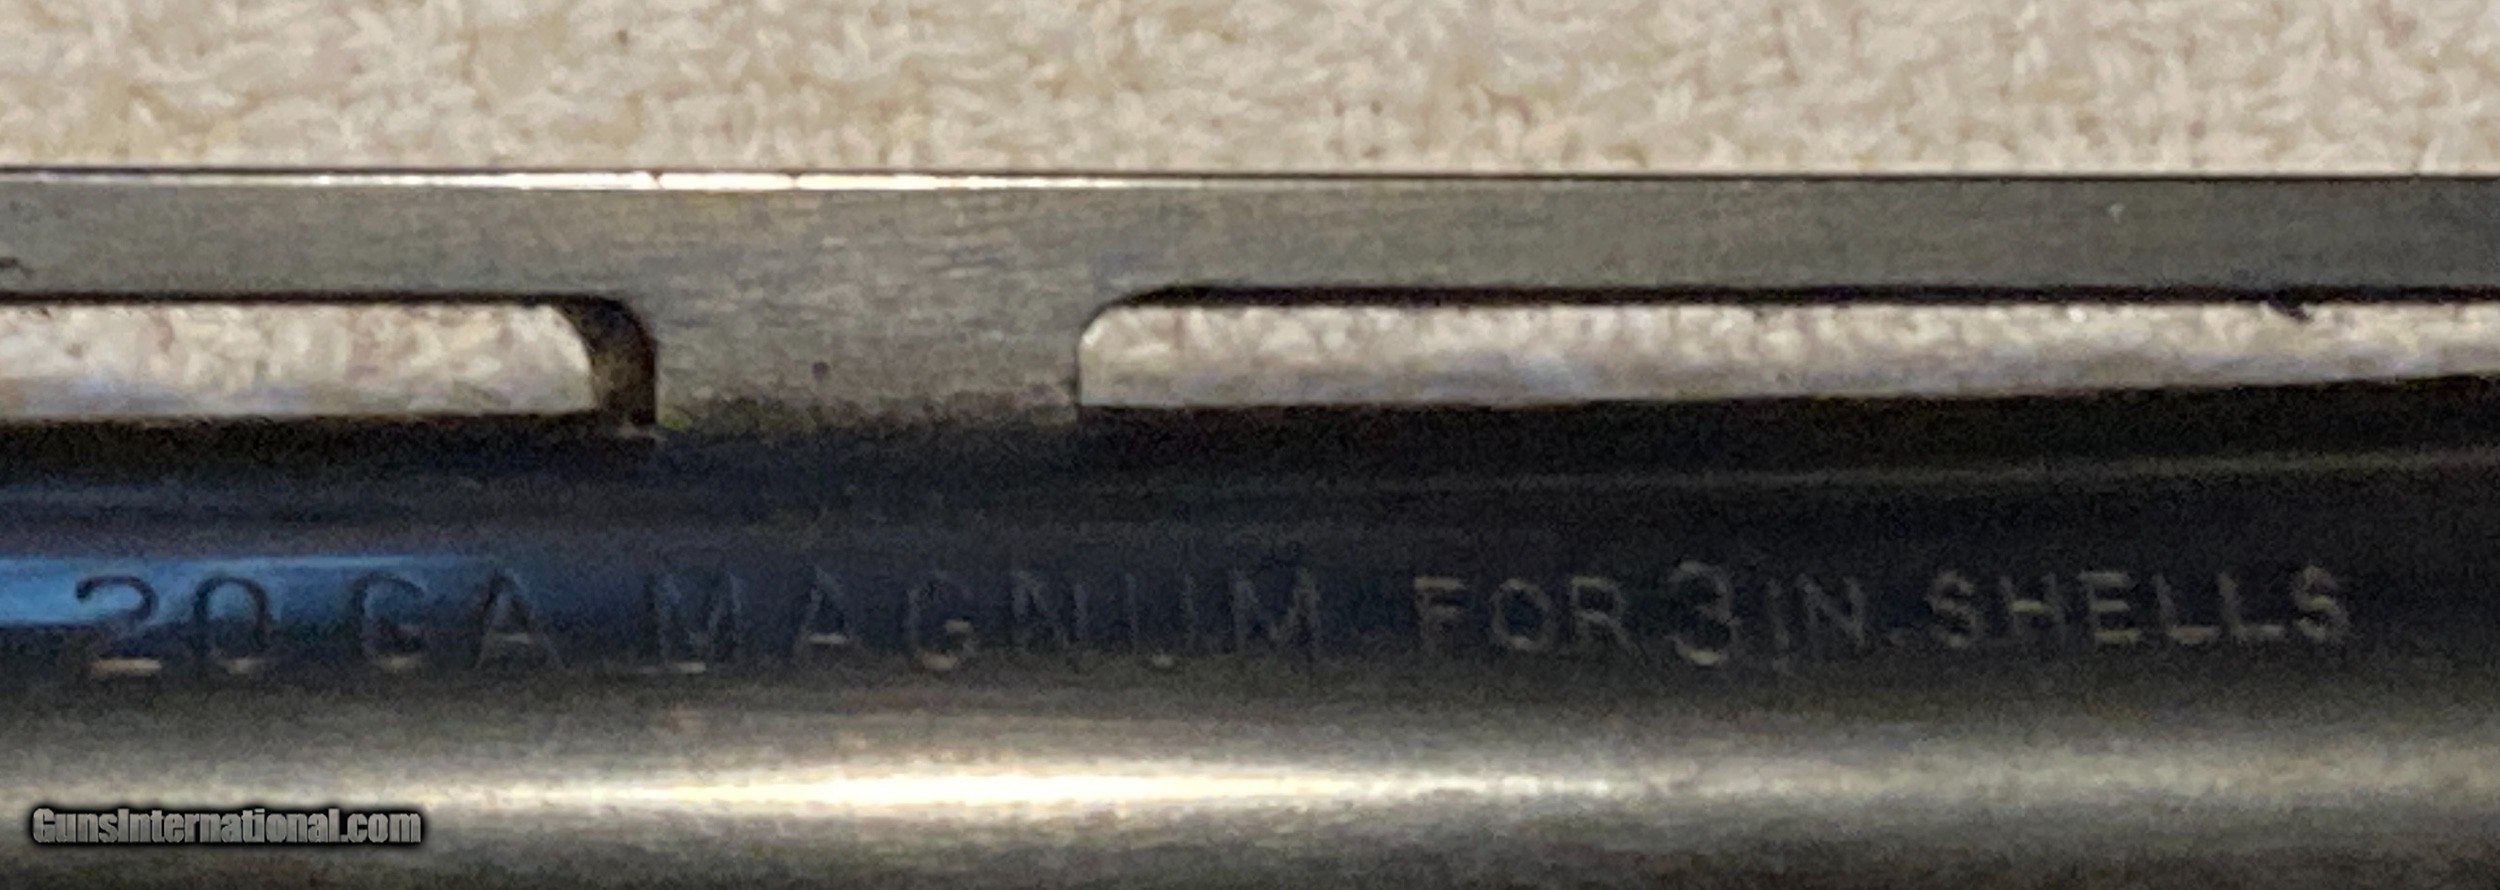 20 GA MAGNUM FOR 3 IN. SHELLS
GunsInternational.com